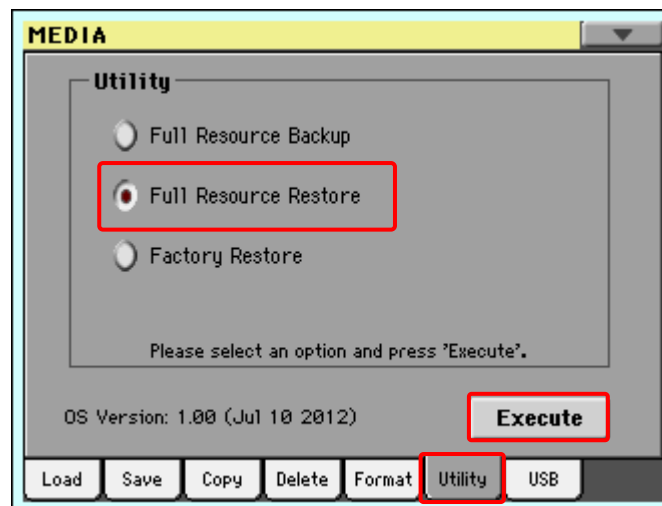 MEDIA
Utility
Full Resource Backup
Full Resource Restore
Factory Restore
Please select an option and press 'Execute'.
OS Version: 1.00 (Jul 10 2012)
Execute
Load Save Copy Delete Format Utility USB